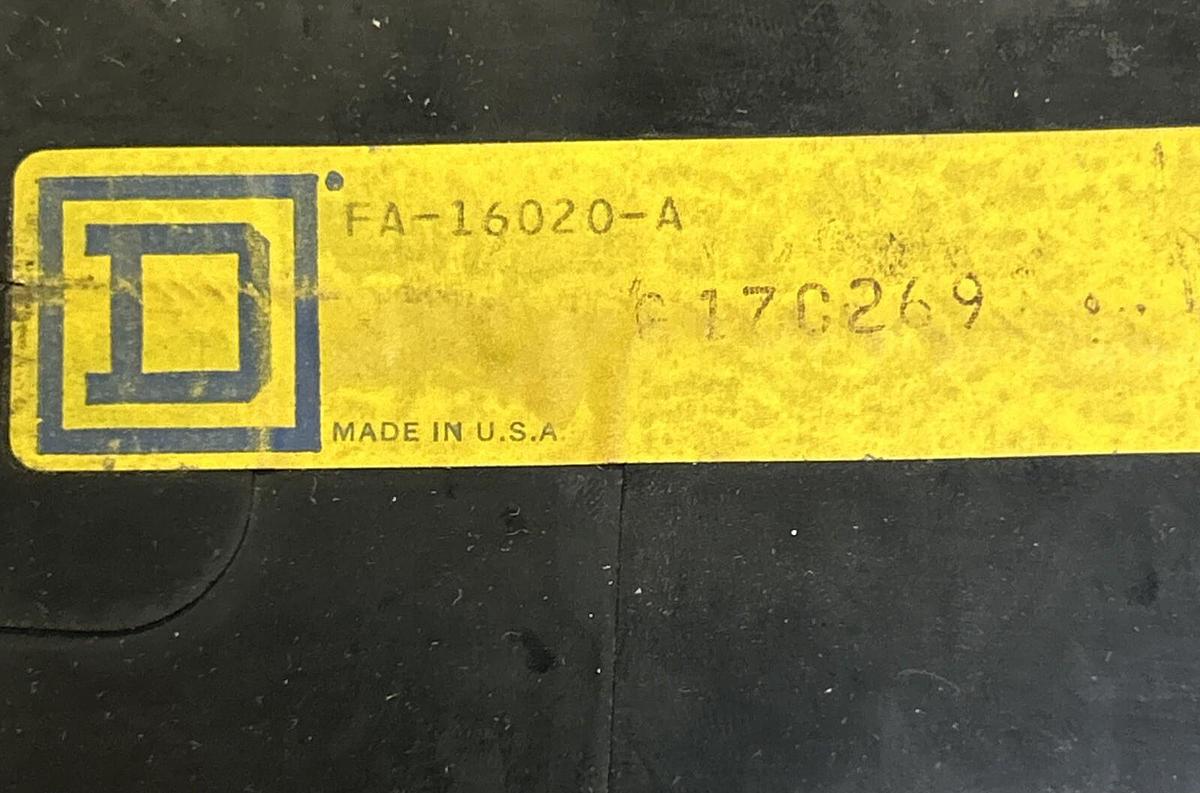 D
FA-16020-A
17C269
MADE IN U.S.A.